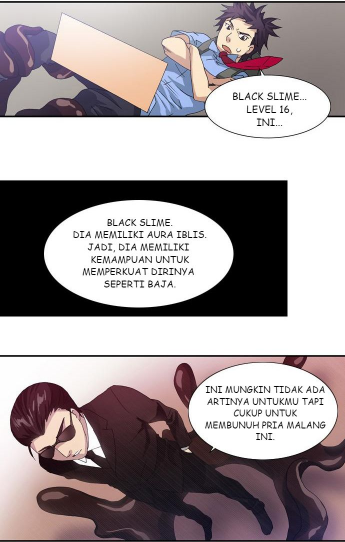 BLACK SLIME...
LEVEL 16,
INI...
BLACK SLIME.
DIA MEMILIKI AURA IBLIS.
JADI, DIA MEMILIKI
KEMAMPUAN UNTUK
MEMPERKUAT DIRINYA
SEPERTI BAJA.
INI MUNGKIN TIDAK ADA
ARTINYA UNTUKMU TAPI
CUKUP UNTUK
MEMBUNUH PRIA MALANG
INI.